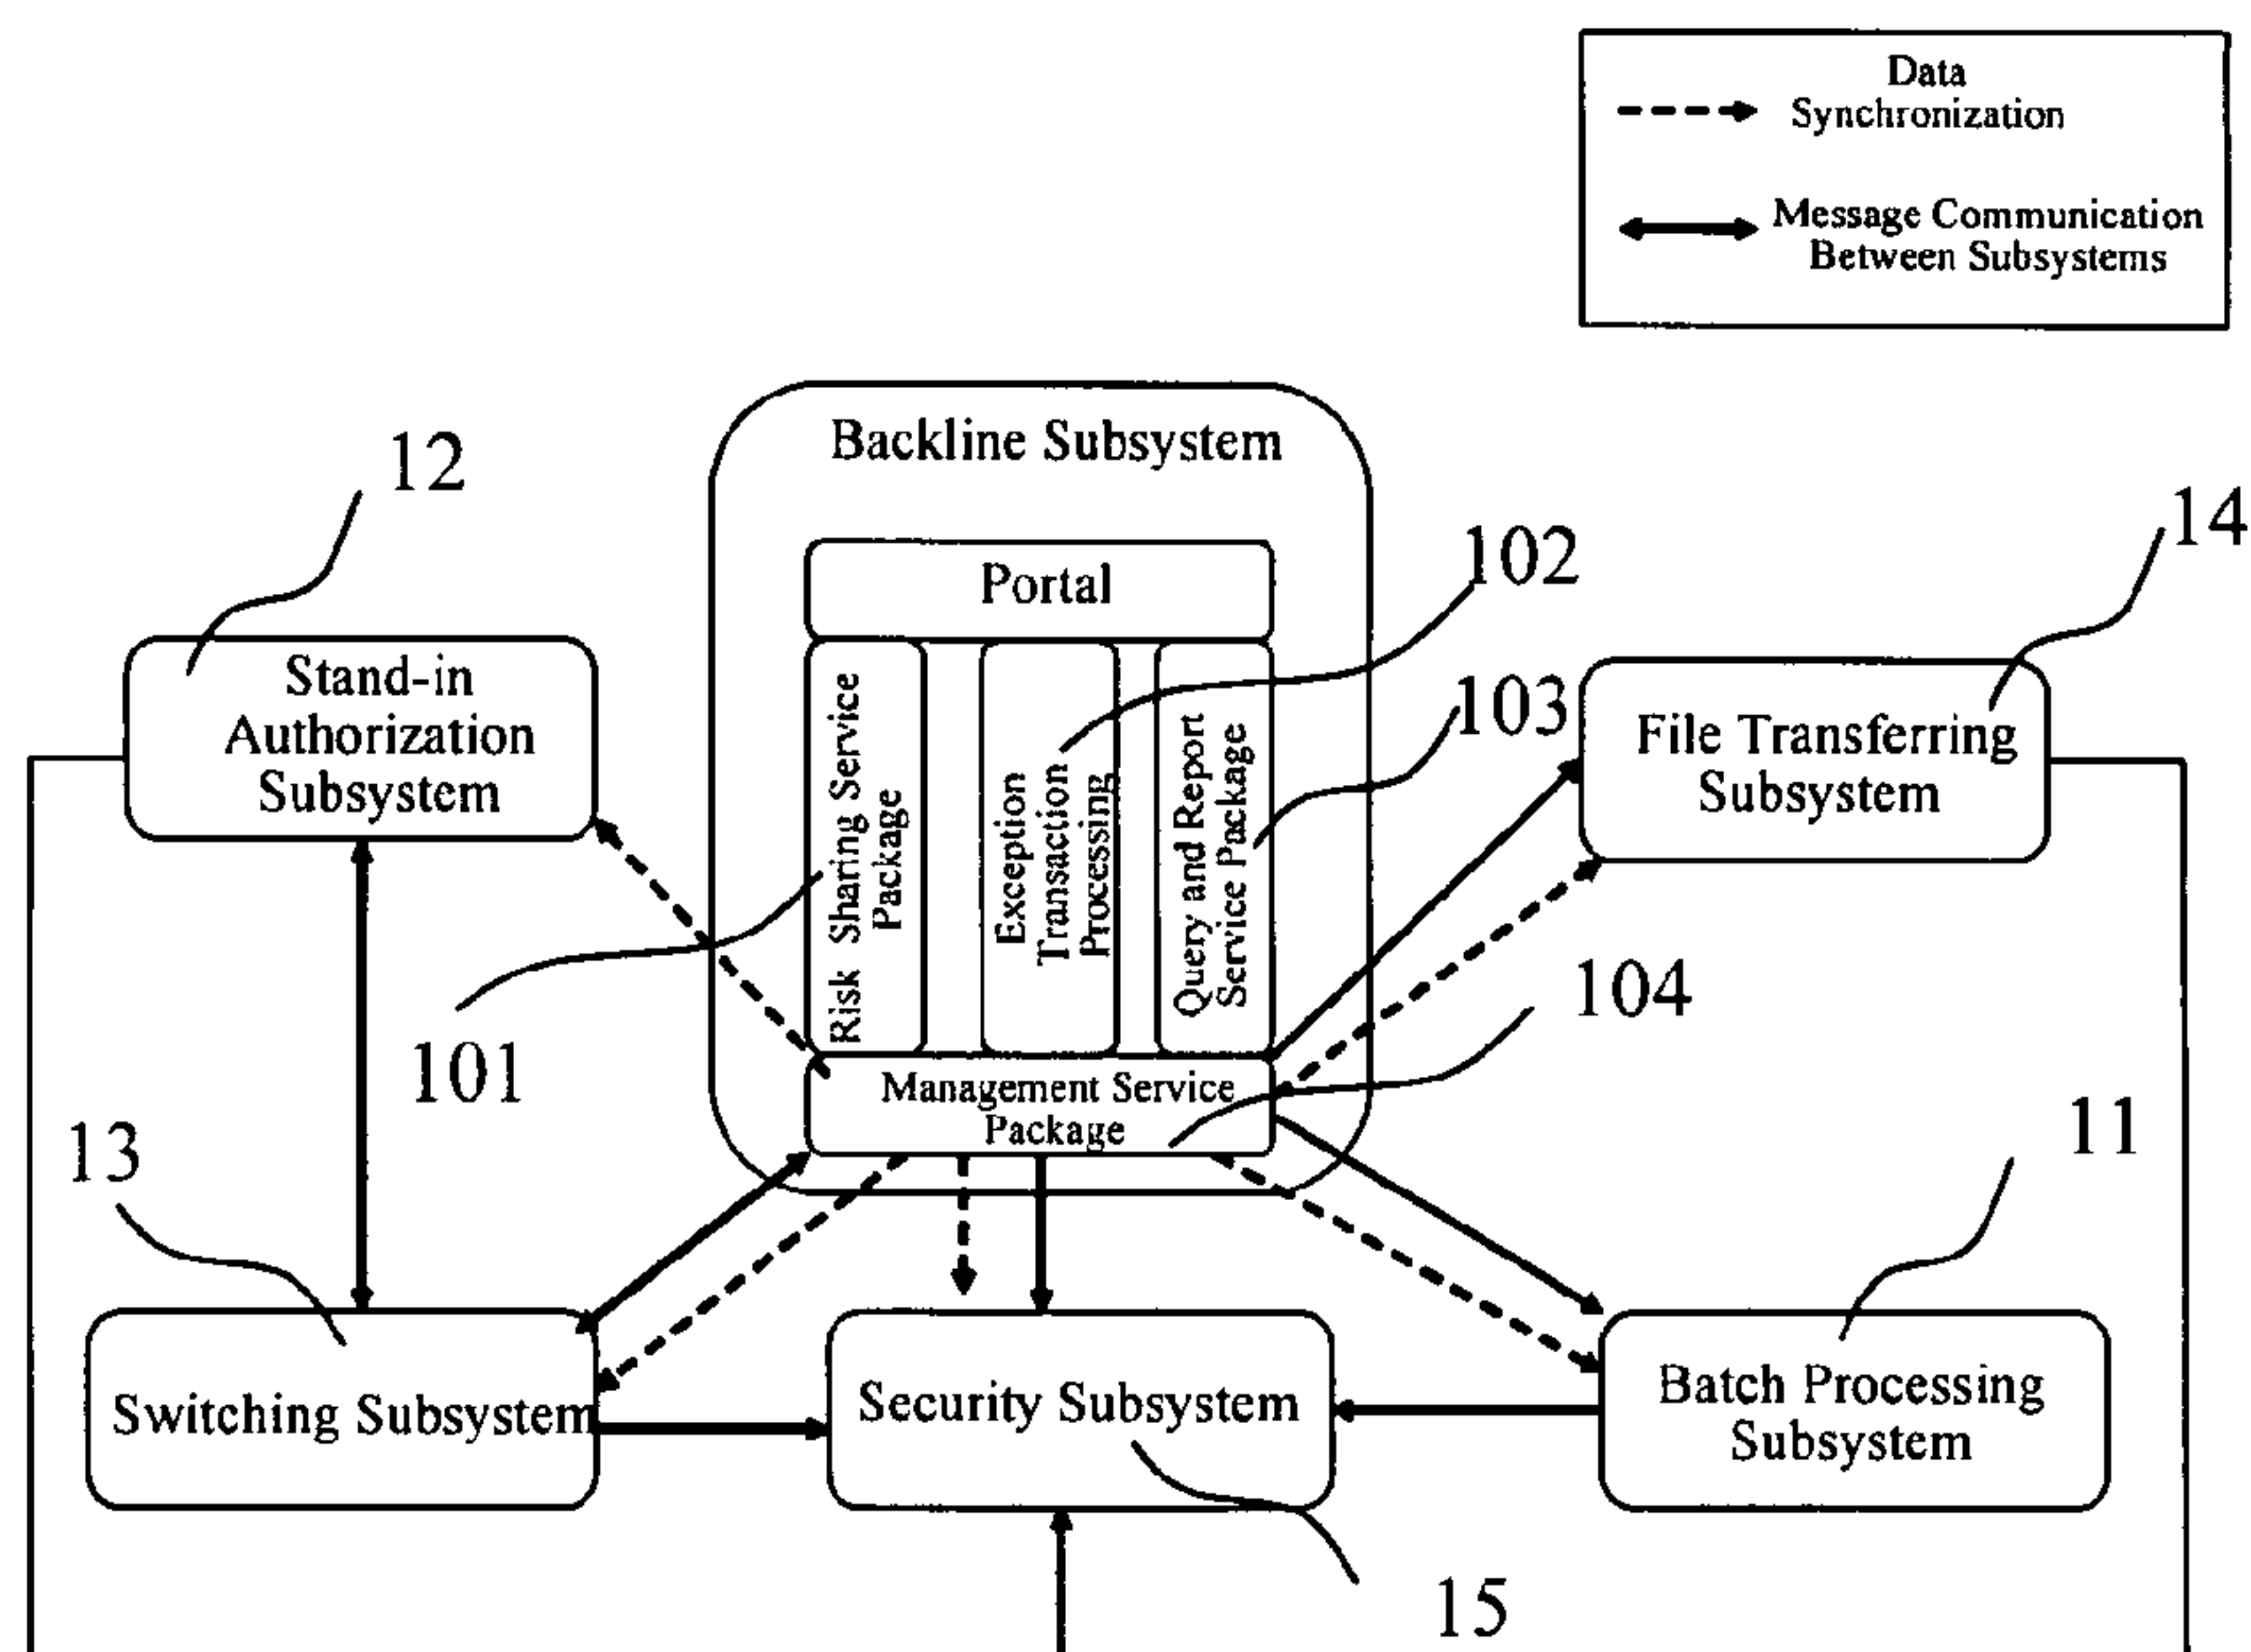 Data
Synchronization
Message Communication
Between Subsystems
Backline Subsystem
12
14
Portal
102
Stand-in
Authorization
Subsystem
Risk Sharing Service
Package
Exception
Transaction
Processing
Query and Report
Service Package
103
File Transferring
Subsystem
104
101
Management Service
Package
13
11
Switching Subsystem
Security Subsystem
Batch Processing
Subsystem
15